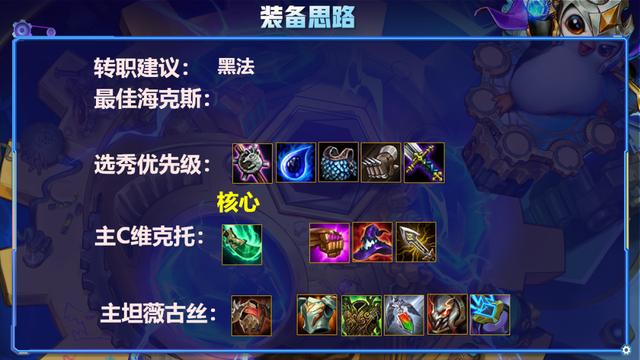 装备思路
转职建议： 黑法
最佳海克斯：
选秀优先级：
核心
主C维克托：
主坦薇古丝：